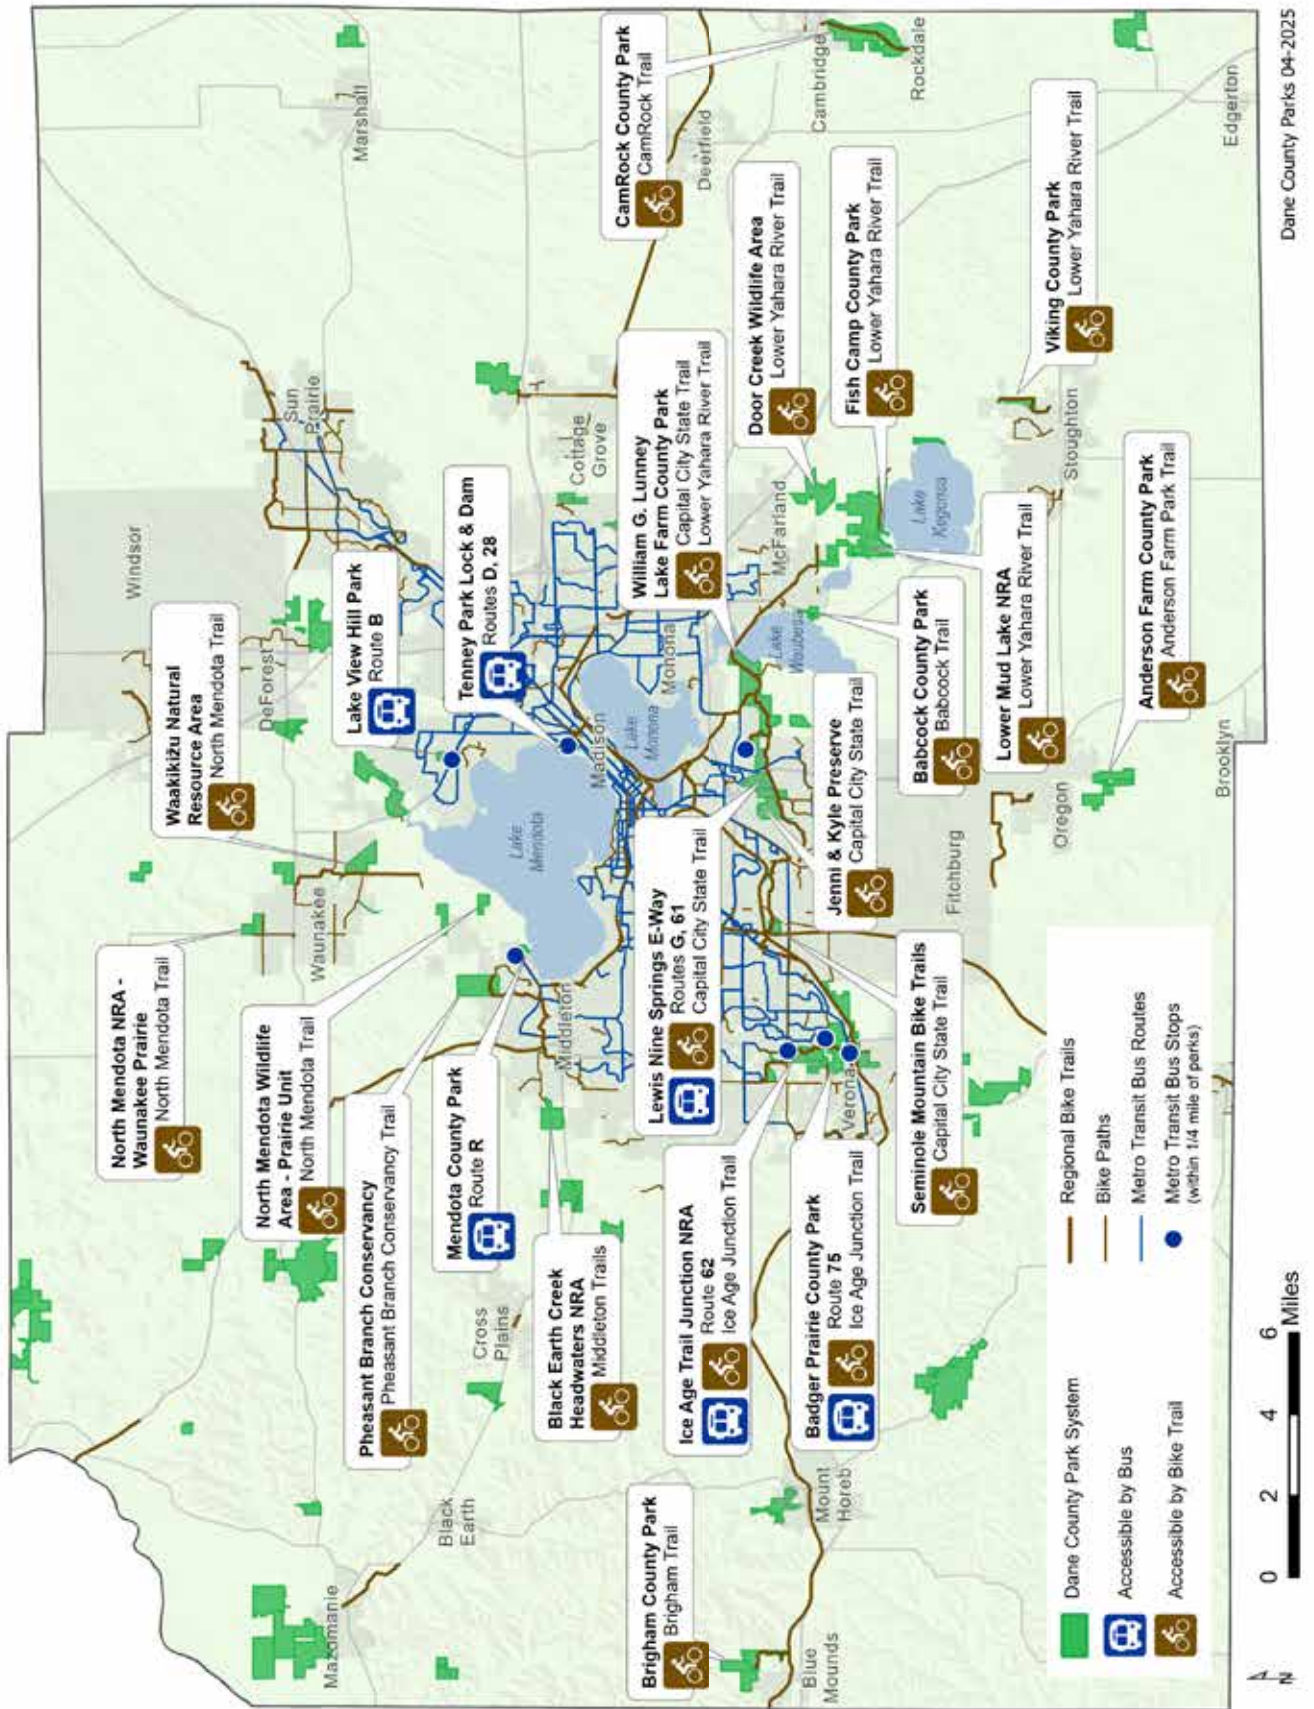 North Mendota NRA -
Waunakee Prairie
North Mendota Trail
Waakikižu Natural
Resource Area
North Mendota Trail
Windsor
DeForest
Sun
Prairie
Marshall
North Mendota Wildlife
Area - Prairie Unit
North Mendota Trail
Waunakee
Lake View Hill Park
Route B
Mazomanie
Pheasant Branch Conservancy
Pheasant Branch Conservancy Trail
Black
Earth
Cross
Plains
Mendota County Park
Route R
Lake
Mendota
Tenney Park Lock & Dam
Routes D, 28
Middleton
Madison
Cottage
Grove
Black Earth Creek
Headwaters NRA
Middleton Trails
CamRock County Park
CamRock Trail
Deerfield
Lake
Monona
Monona
William G. Lunney
Lake Farm County Park
Capital City State Trail
Lower Yahara River Trail
Brigham County Park
Brigham Trail
Ice Age Trail Junction NRA
Route 62
Ice Age Junction Trail
Lewis Nine Springs E-Way
Routes G, 61
Capital City State Trail
Door Creek Wildlife Area
Lower Yahara River Trail
McFarland
Lake
Waubesa
Cambridge
Rockdale
Blue
Mounds
Mount
Horeb
Badger Prairie County Park
Route 75
Ice Age Junction Trail
Verona
Jenni & Kyle Preserve
Capital City State Trail
Fish Camp County Park
Lower Yahara River Trail
Seminole Mountain Bike Trails
Capital City State Trail
Fitchburg
Babcock County Park
Babcock Trail
Lake
Kegonsa
Lower Mud Lake NRA
Lower Yahara River Trail
Viking County Park
Lower Yahara River Trail
Stoughton
Oregon
Anderson Farm County Park
Anderson Farm Park Trail
Brooklyn
Edgerton
Dane County Park System
Accessible by Bus
Accessible by Bike Trail
Regional Bike Trails
Bike Paths
Metro Transit Bus Routes
Metro Transit Bus Stops
(within 1/4 mile of perks)
N
0 2 4 6
Miles
Dane County Parks 04-2025